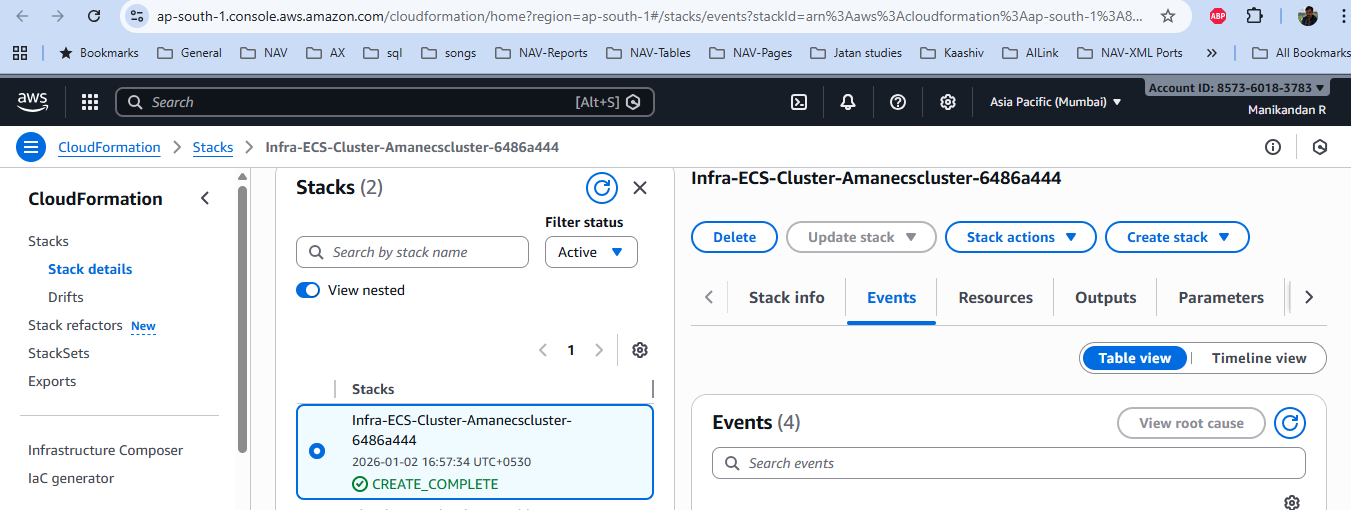 ap-south-1.console.aws.amazon.com/cloudformation/home?region=ap-south-1#/stacks/events?stackId=arn%3Aaws%3Acloudformation%3Aap-south-1%3A8...
ABP
Bookmarks General NAV AX sql songs NAV-Reports NAV-Tables NAV-Pages Jatan studies Kaashiv AILink NAV-XML Ports » All Bookmarks
aws Search [Alt+S] Asia Pacific (Mumbai) Account ID: 8573-6018-3783
Manikandan R
CloudFormation Stacks Infra-ECS-Cluster-Amanecscluster-6486a444
CloudFormation
Stacks
Stack details
Drifts
Stack refactors New
StackSets
Exports
Infrastructure Composer
IaC generator
Stacks (2)
Filter status
Search by stack name
Active
View nested
1
Stacks
Infra-ECS-Cluster-Amanecscluster-
6486a444
2026-01-02 16:57:34 UTC+0530
CREATE_COMPLETE
Infra-ECS-Cluster-Amanecscluster-6486a444
Delete Update stack Stack actions Create stack
Stack info Events Resources Outputs Parameters
Table view Timeline view
Events (4) View root cause
Search events